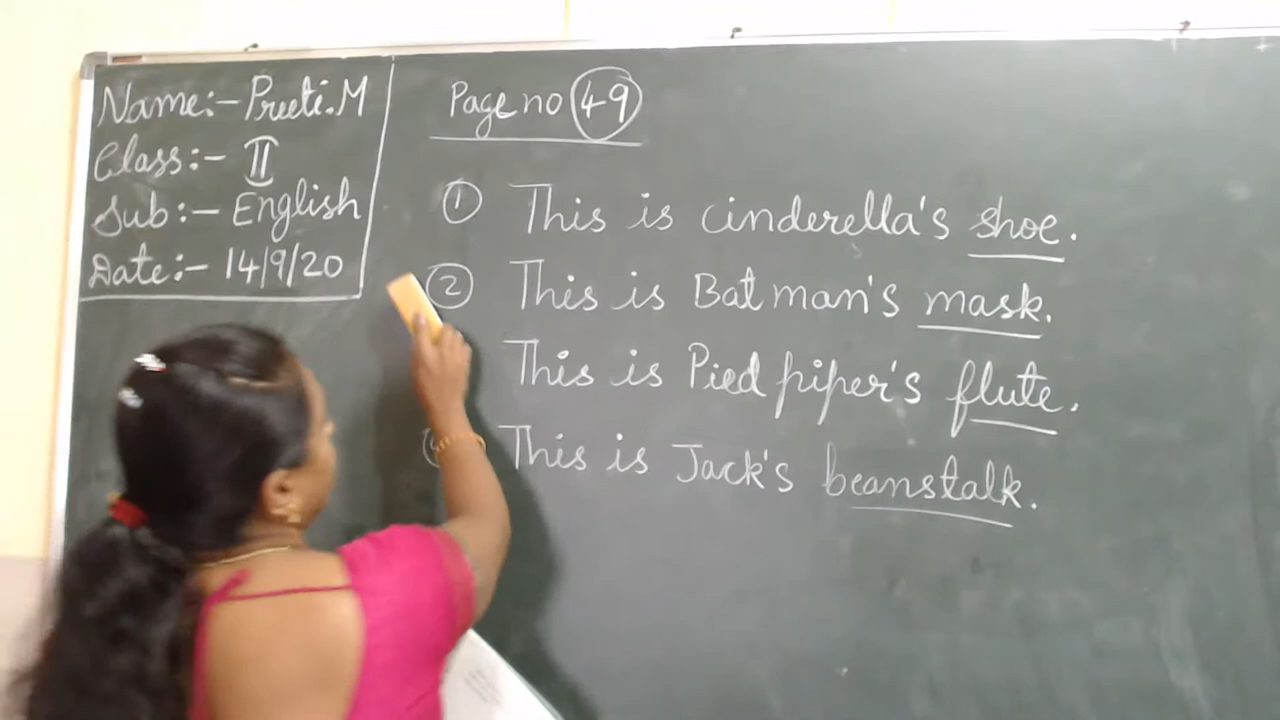 Name:- Preeti.M
Class:- II
Sub:- English
Date:- 14/9/20
Page no 49
1 This is cinderella's shoe.
2 This is Batman's mask.
This is Pied piper's flute.
This is Jack's beanstalk.